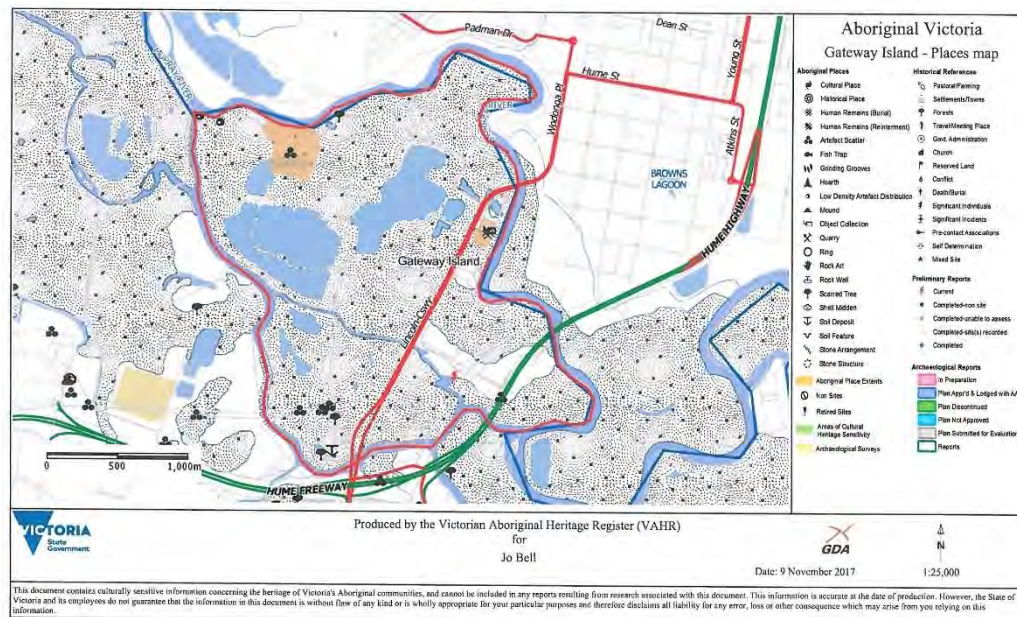 Aboriginal Victoria
Gateway Island - Places map
Aboriginal Places
Cultural Place
Historical Place
Human Remains (Burial)
Human Remains (Reinterment)
Artefact Scatter
Fish Trap
Grinding Grooves
Hearth
Low Density Artefact Distribution
Mound
Object Collection
Quarry
Ring
Rock Art
Rock Well
Scarred Tree
Shell Midden
Soil Deposit
Soil Feature
Stone Arrangement
Stone Structure
Aboriginal Place Extents
Non Sites
Retired Sites
Areas of Cultural
Heritage Sensitivity
Archaeological Surveys
Historical References
Pastoral/Farming
Settlements/Towns
Forests
Travel/Meeting Place
Govt. Administration
Church
Reserved Land
Conflict
Death/Burial
Significant Individuals
Significant Incidents
Pre-contact Associations
Self Determination
Mixed Site
Preliminary Reports
Current
Completed-non site
Completed-unable to assess
Completed-site(s) recorded
Completed
Archaeological Reports
In Preparation
Plan App'd & Lodged with AA
Plan Discontinued
Plan Not Approved
Plan Submitted for Evaluation
Reports
Padman Dr
Dean St
Young St
Hume St
Wodonga Pl
Atkins St
RIVER
BROWNS
LAGOON
HUME HIGHWAY
Gateway Island
Lincoln Cswy
0 500 1,000m
HUME FREEWAY
VICTORIA
State
Government
Produced by the Victorian Aboriginal Heritage Register (VAHR)
for
Jo Bell
GDA
N
Date: 9 November 2017
1:25,000
This document contains culturally sensitive information concerning the heritage of Victoria's Aboriginal communities, and cannot be included in any reports resulting from research associated with this document. This information is accurate at the date of production. However, the State of
Victoria and its employees do not guarantee that the information in this document is without flaw of any kind or is wholly appropriate for your particular purposes and therefore disclaims all liability for any error, loss or other consequence which may arise from you relying on this
information.